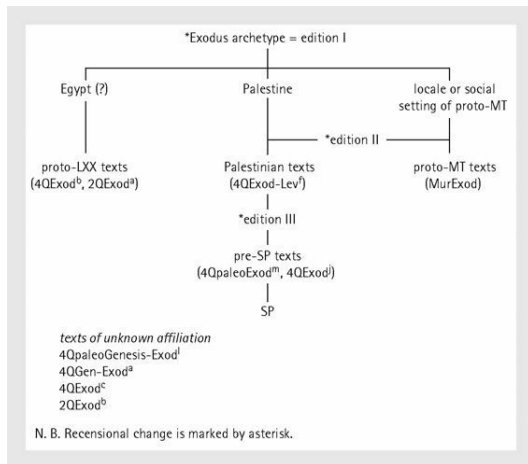 *Exodus archetype = edition I
Egypt (?)
Palestine
locale or social
setting of proto-MT
*edition II
proto-LXX texts
(4QExodᵇ, 2QExodᵃ)
Palestinian texts
(4QExod-Levᶠ)
proto-MT texts
(MurExod)
*edition III
pre-SP texts
(4QpaleoExodᵐ, 4QExodʲ)
SP
texts of unknown affiliation
4QpaleoGenesis-Exodˡ
4QGen-Exodᵃ
4QExodᶜ
2QExodᵇ
N. B. Recensional change is marked by asterisk.